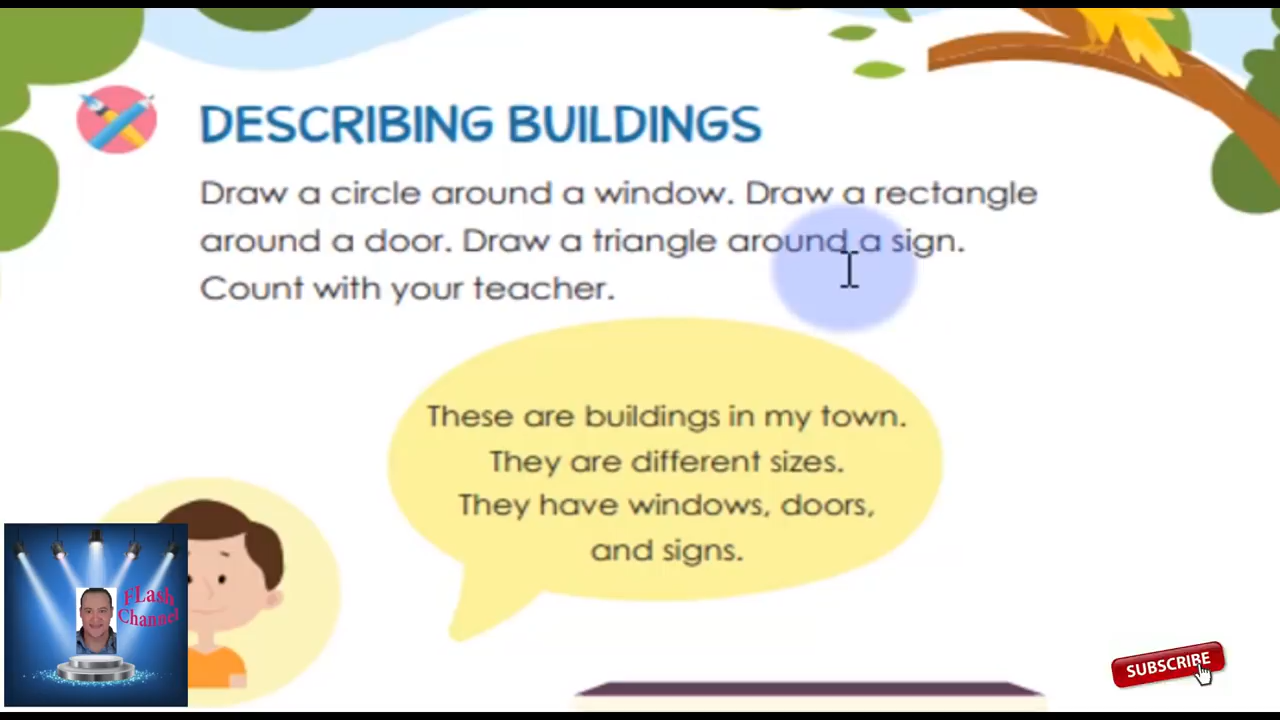 DESCRIBING BUILDINGS
Draw a circle around a window. Draw a rectangle
around a door. Draw a triangle around a sign.
Count with your teacher.
These are buildings in my town.
They are different sizes.
They have windows, doors,
and signs.
FLash
Channel
SUBSCRIBE